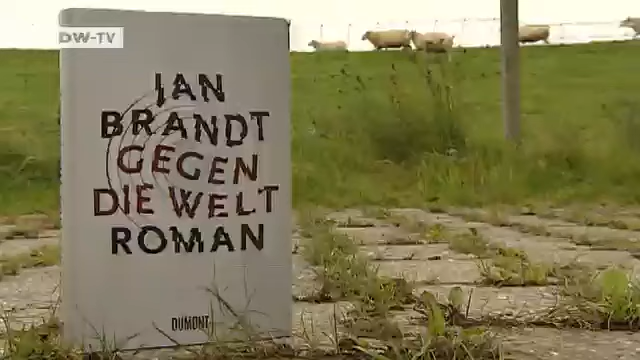 DW-TV
JAN
BRANDT
GEGEN
DIE WELT
ROMAN
DUMONT